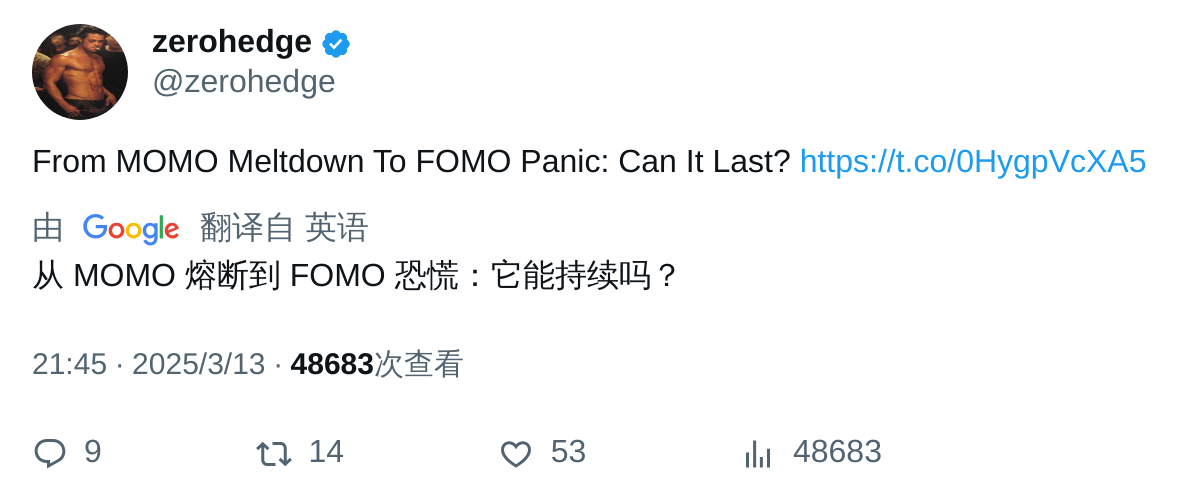 zerohedge
@zerohedge
From MOMO Meltdown To FOMO Panic: Can It Last? https://t.co/0HygpVcXA5
由 Google 翻译自 英语
从 MOMO 熔断到 FOMO 恐慌：它能持续吗？
21:45 · 2025/3/13 · 48683次查看
9 14 53 48683